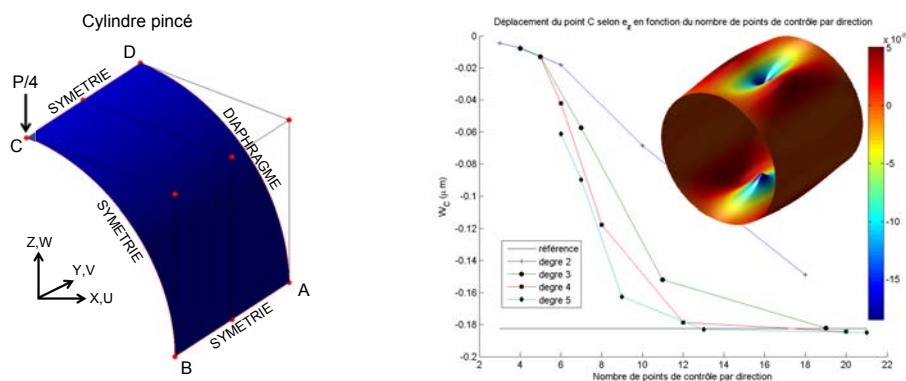 Cylindre pincé
D
P/4
SYMETRIE
C
DIAPHRAGME
SYMETRIE
Z,W
Y,V
X,U
A
SYMETRIE
B
Déplacement du point C selon e_z en fonction du nombre de points de contrôle par direction
0
-0.02
-0.04
-0.06
-0.08
-0.1
-0.12
-0.14
-0.16
-0.18
-0.2
W_C (μ m)
référence
degre 2
degre 3
degre 4
degre 5
4
6
8
10
12
14
16
18
20
22
Nombre de points de contrôle par direction
0
-5
-10
-15